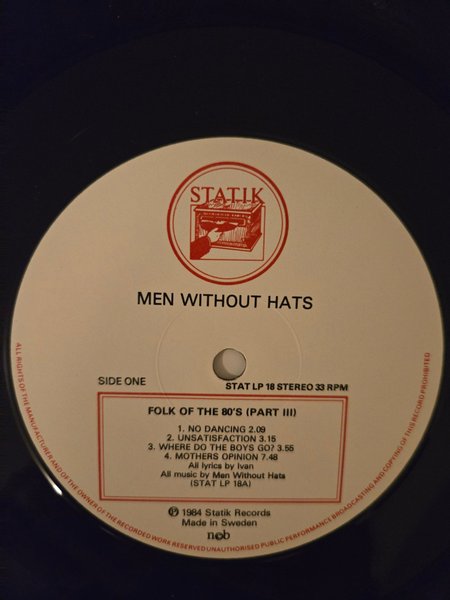 STATIK
MEN WITHOUT HATS
SIDE ONE
STAT LP 18 STEREO 33 RPM
FOLK OF THE 80'S (PART III)
1. NO DANCING 2.09
2. UNSATISFACTION 3.15
3. WHERE DO THE BOYS GO? 3.55
4. MOTHERS OPINION 7.48
All lyrics by Ivan
All music by Men Without Hats
(STAT LP 18A)
℗ 1984 Statik Records
Made in Sweden
ncb
ALL RIGHTS OF THE MANUFACTURER AND OF THE OWNER OF THE RECORDED WORK RESERVED UNAUTHORISED PUBLIC PERFORMANCE BROADCASTING AND COPYING OF THIS RECORD PROHIBITED